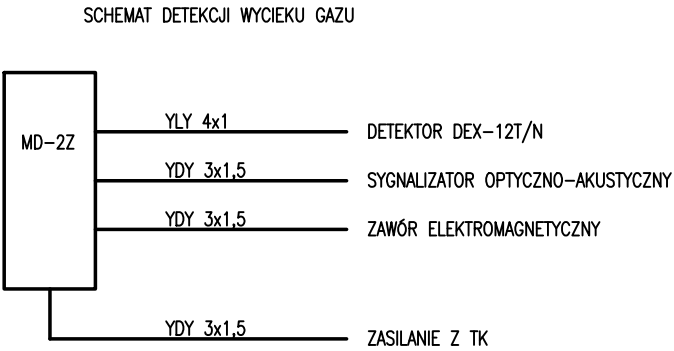 SCHEMAT DETEKCJI WYCIEKU GAZU
MD-2Z
YLY 4x1
DETEKTOR DEX-12T/N
YDY 3x1,5
SYGNALIZATOR OPTYCZNO-AKUSTYCZNY
YDY 3x1,5
ZAWÓR ELEKTROMAGNETYCZNY
YDY 3x1,5
ZASILANIE Z TK